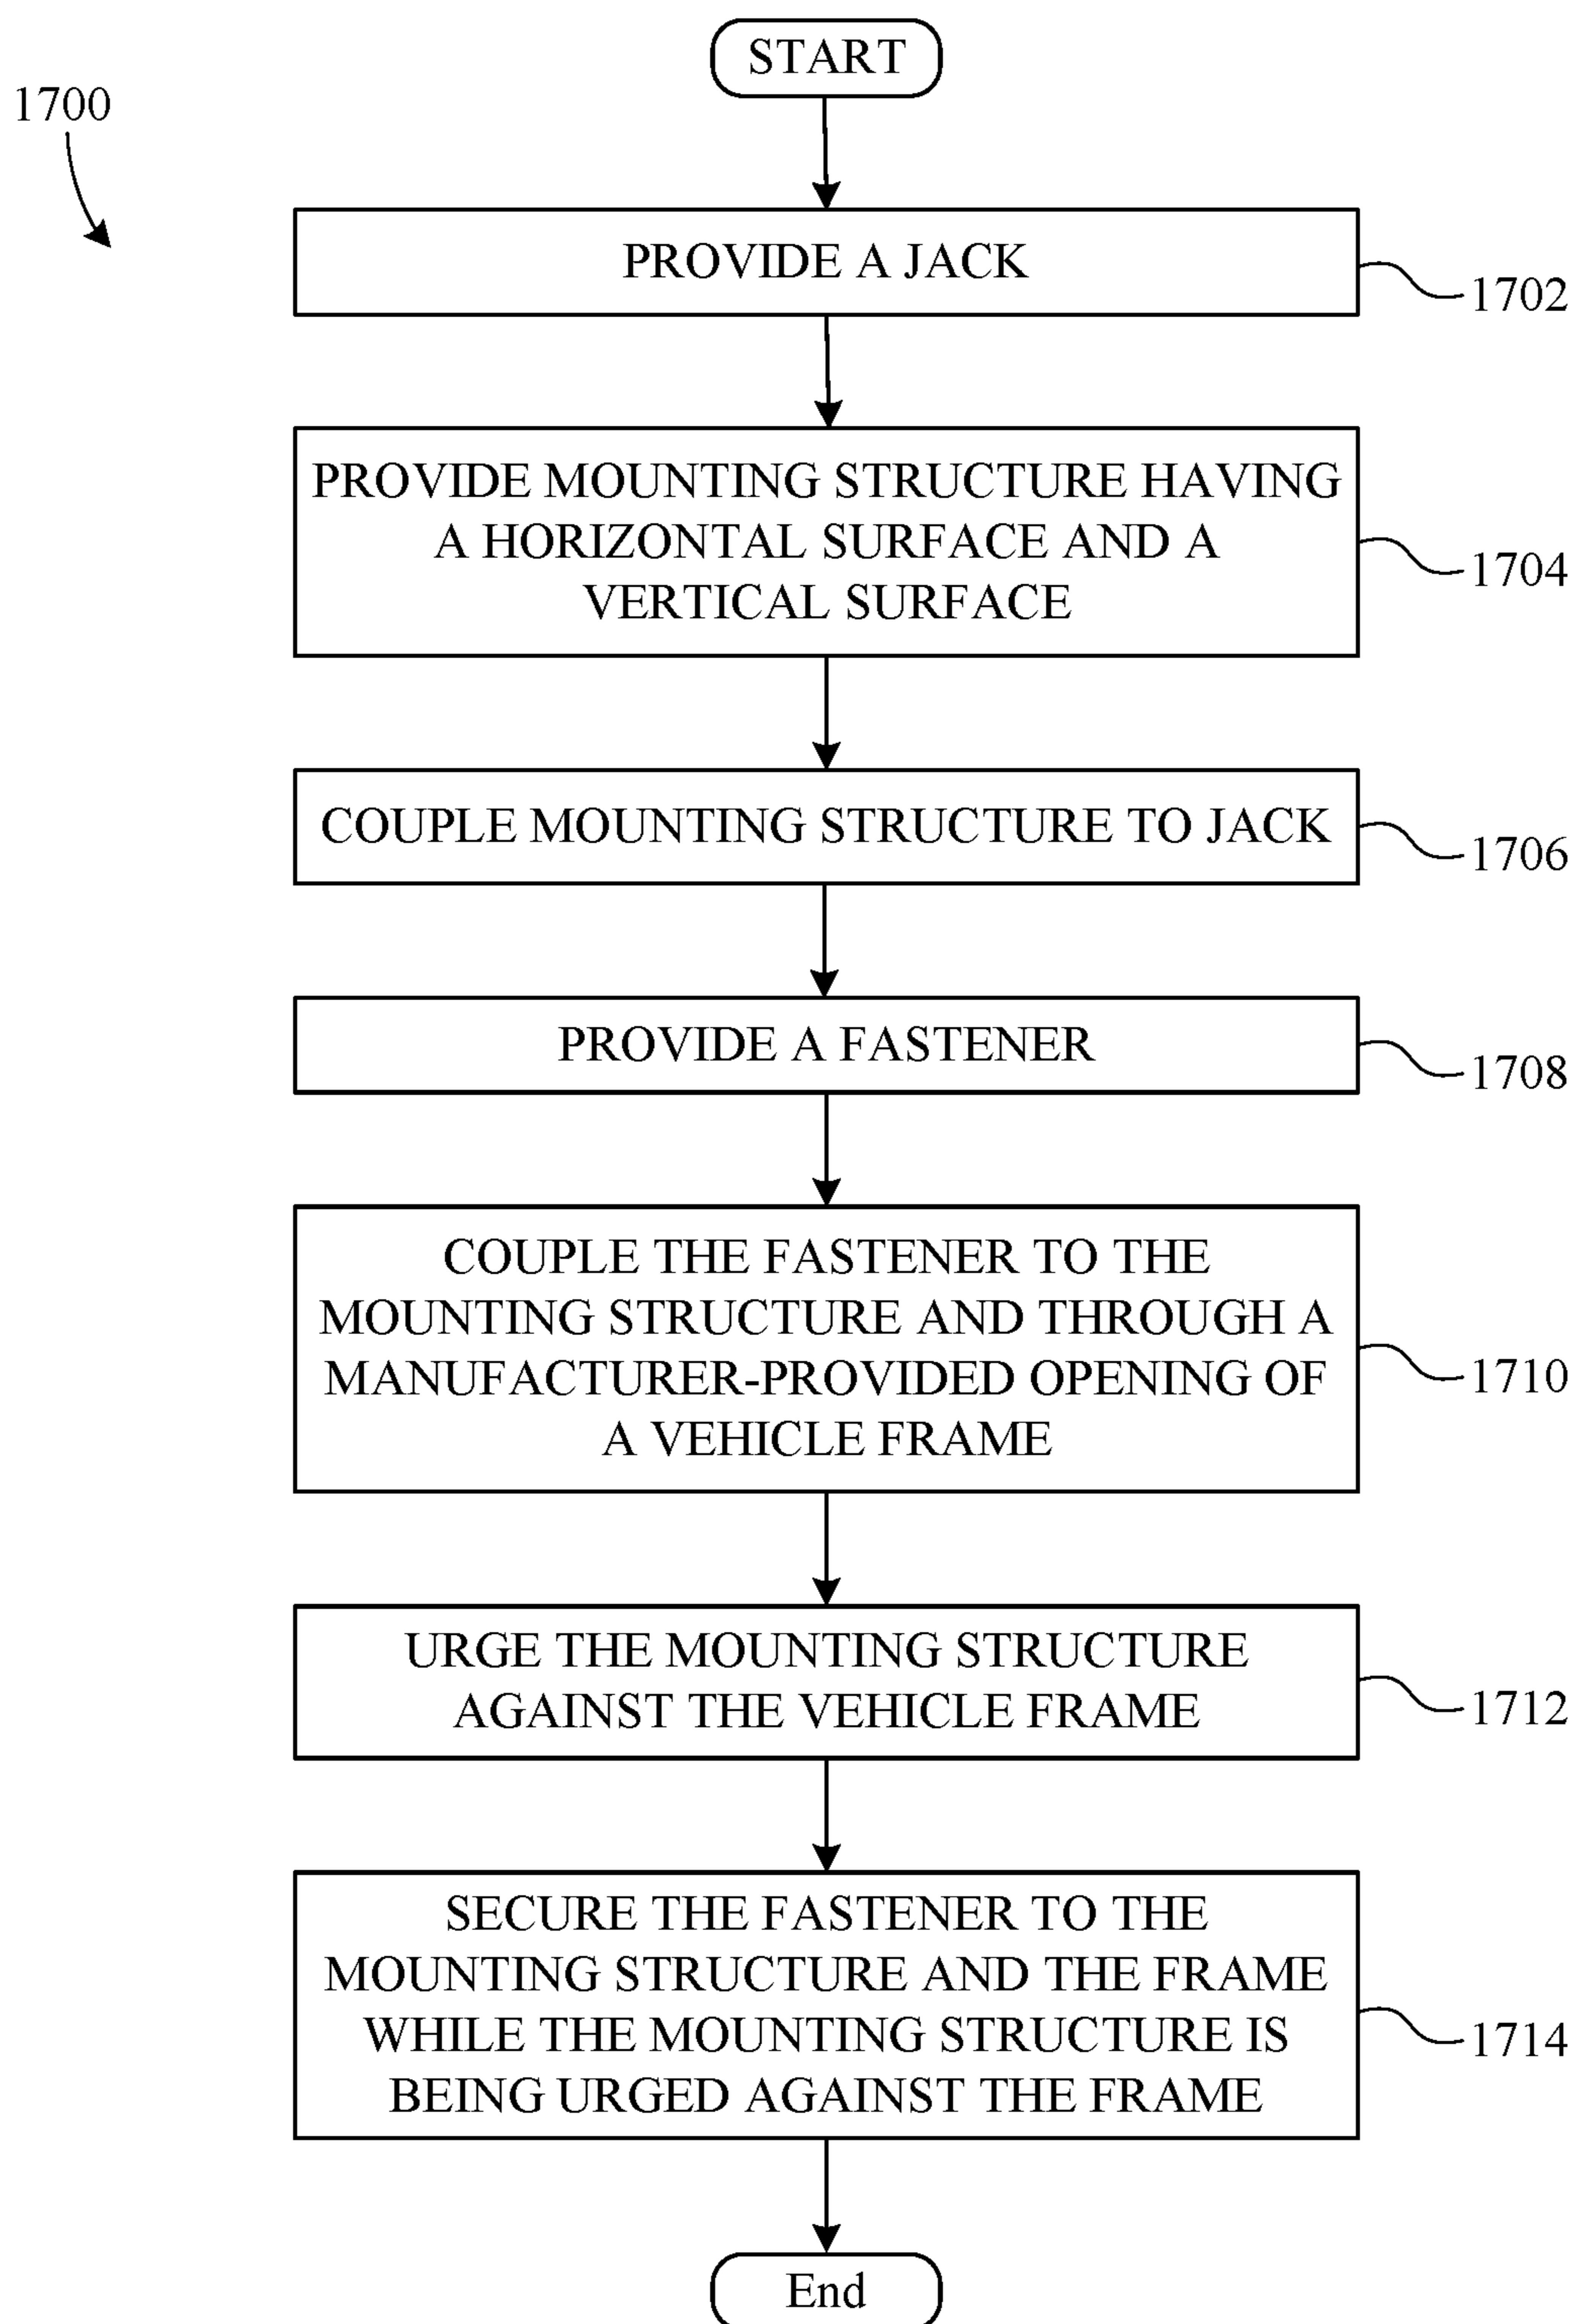 START
1700
PROVIDE A JACK
1702
PROVIDE MOUNTING STRUCTURE HAVING
A HORIZONTAL SURFACE AND A
VERTICAL SURFACE
1704
COUPLE MOUNTING STRUCTURE TO JACK
1706
PROVIDE A FASTENER
1708
COUPLE THE FASTENER TO THE
MOUNTING STRUCTURE AND THROUGH A
MANUFACTURER-PROVIDED OPENING OF
A VEHICLE FRAME
1710
URGE THE MOUNTING STRUCTURE
AGAINST THE VEHICLE FRAME
1712
SECURE THE FASTENER TO THE
MOUNTING STRUCTURE AND THE FRAME
WHILE THE MOUNTING STRUCTURE IS
BEING URGED AGAINST THE FRAME
1714
End